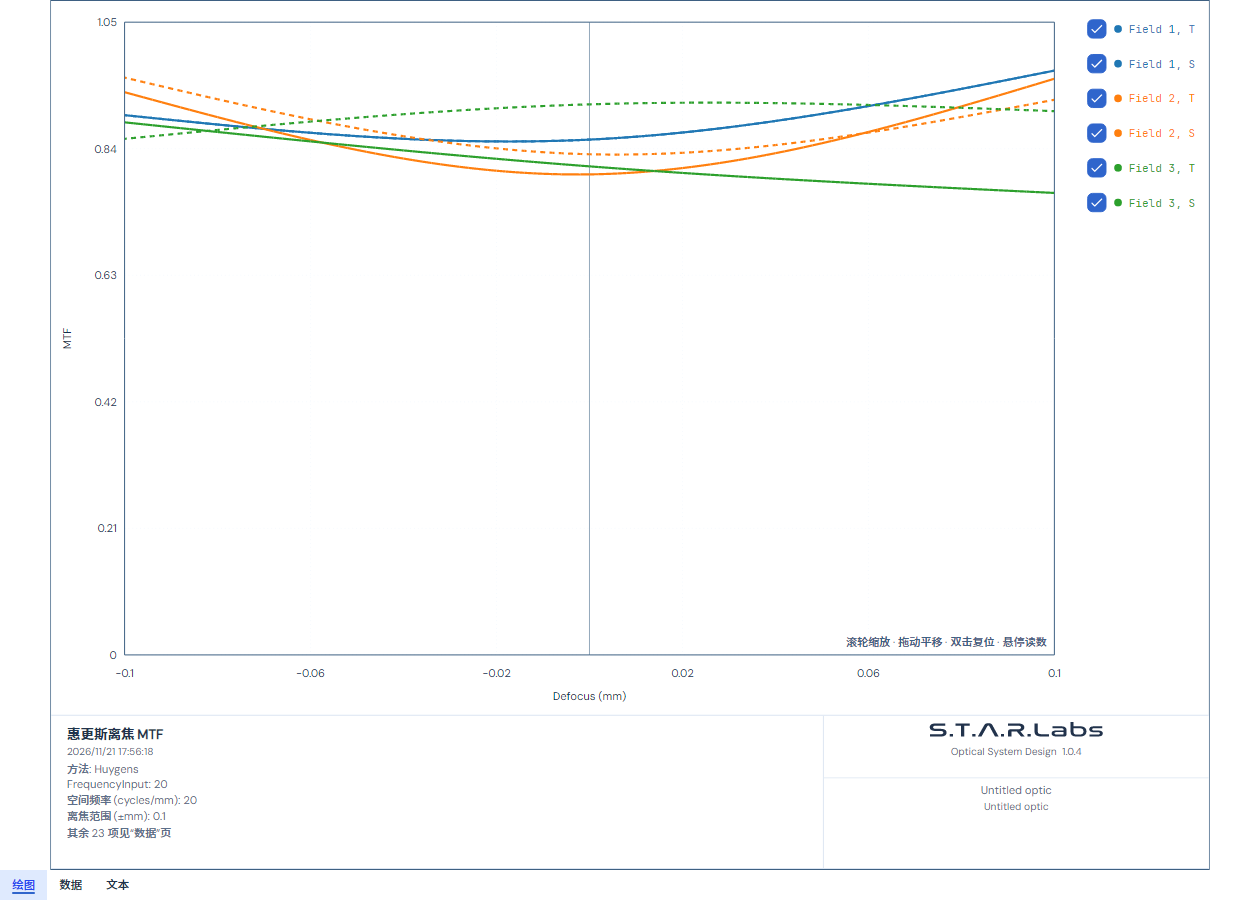 1.05
0.84
0.63
0.42
0.21
0
MTF
−0.1
−0.06
−0.02
0.02
0.06
0.1
Defocus (mm)
滚轮缩放 · 拖动平移 · 双击复位 · 悬停读数
Field 1, T
Field 1, S
Field 2, T
Field 2, S
Field 3, T
Field 3, S
惠更斯离焦 MTF
2026/11/21 17:56:18
方法: Huygens
FrequencyInput: 20
空间频率 (cycles/mm): 20
离焦范围 (±mm): 0.1
其余 23 项见“数据”页
S.T.A.R.Labs
Optical System Design 1.0.4
Untitled optic
Untitled optic
绘图 数据 文本